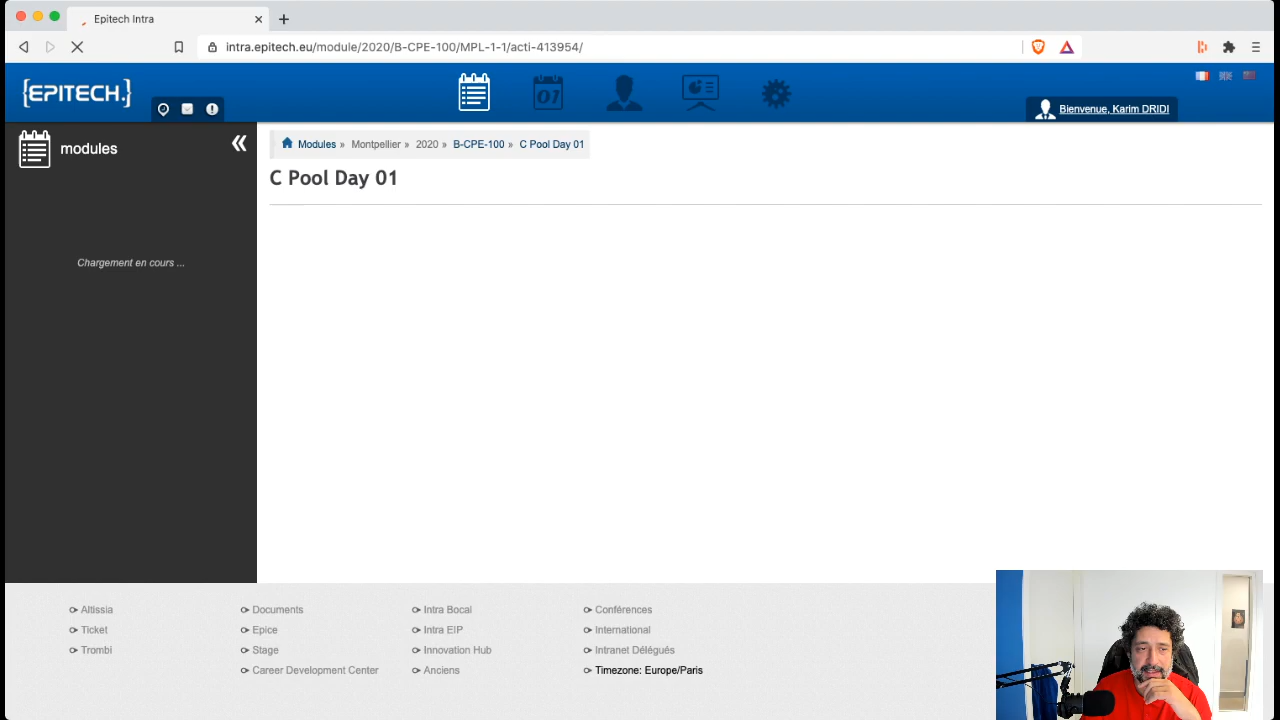 Epitech Intra
intra.epitech.eu/module/2020/B-CPE-100/MPL-1-1/acti-413954/
{EPITECH.}
01
Bienvenue, Karim DRIDI
modules
Modules » Montpellier » 2020 » B-CPE-100 » C Pool Day 01
C Pool Day 01
Chargement en cours ...
Altissia
Documents
Intra Bocal
Conférences
Ticket
Epice
Intra EIP
International
Trombi
Stage
Innovation Hub
Intranet Délégués
Career Development Center
Anciens
Timezone: Europe/Paris